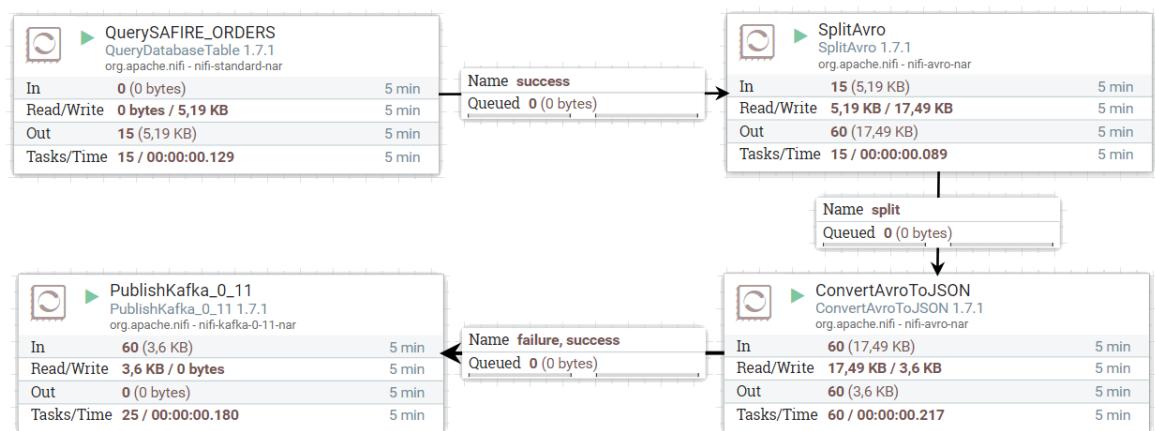 QuerySAFIRE_ORDERS
QueryDatabaseTable 1.7.1
org.apache.nifi - nifi-standard-nar
In 0 (0 bytes) 5 min
Read/Write 0 bytes / 5,19 KB 5 min
Out 15 (5,19 KB) 5 min
Tasks/Time 15 / 00:00:00.129 5 min
Name success
Queued 0 (0 bytes)
SplitAvro
SplitAvro 1.7.1
org.apache.nifi - nifi-avro-nar
In 15 (5,19 KB) 5 min
Read/Write 5,19 KB / 17,49 KB 5 min
Out 60 (17,49 KB) 5 min
Tasks/Time 15 / 00:00:00.089 5 min
Name split
Queued 0 (0 bytes)
ConvertAvroToJSON
ConvertAvroToJSON 1.7.1
org.apache.nifi - nifi-avro-nar
In 60 (17,49 KB) 5 min
Read/Write 17,49 KB / 3,6 KB 5 min
Out 60 (3,6 KB) 5 min
Tasks/Time 60 / 00:00:00.217 5 min
Name failure, success
Queued 0 (0 bytes)
PublishKafka_0_11
PublishKafka_0_11 1.7.1
org.apache.nifi - nifi-kafka-0-11-nar
In 60 (3,6 KB) 5 min
Read/Write 3,6 KB / 0 bytes 5 min
Out 0 (0 bytes) 5 min
Tasks/Time 25 / 00:00:00.180 5 min